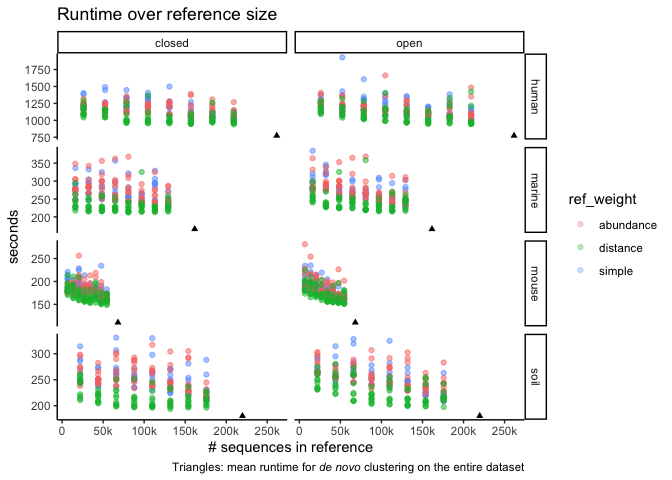 Runtime over reference size
closed
open
human
1750
1500
1250
1000
750
marine
350
300
250
200
mouse
250
200
150
soil
300
250
200
seconds
0 50k 100k 150k 200k 250k
0 50k 100k 150k 200k 250k
# sequences in reference
ref_weight
abundance
distance
simple
Triangles: mean runtime for de novo clustering on the entire dataset